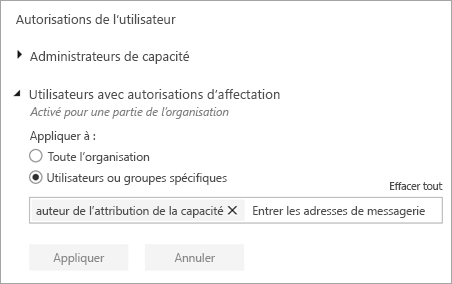 Autorisations de l’utilisateur
Administrateurs de capacité
Utilisateurs avec autorisations d’affectation
Activé pour une partie de l’organisation
Appliquer à :
Toute l’organisation
Utilisateurs ou groupes spécifiques
Effacer tout
auteur de l’attribution de la capacité ✕ Entrer les adresses de messagerie
Appliquer Annuler